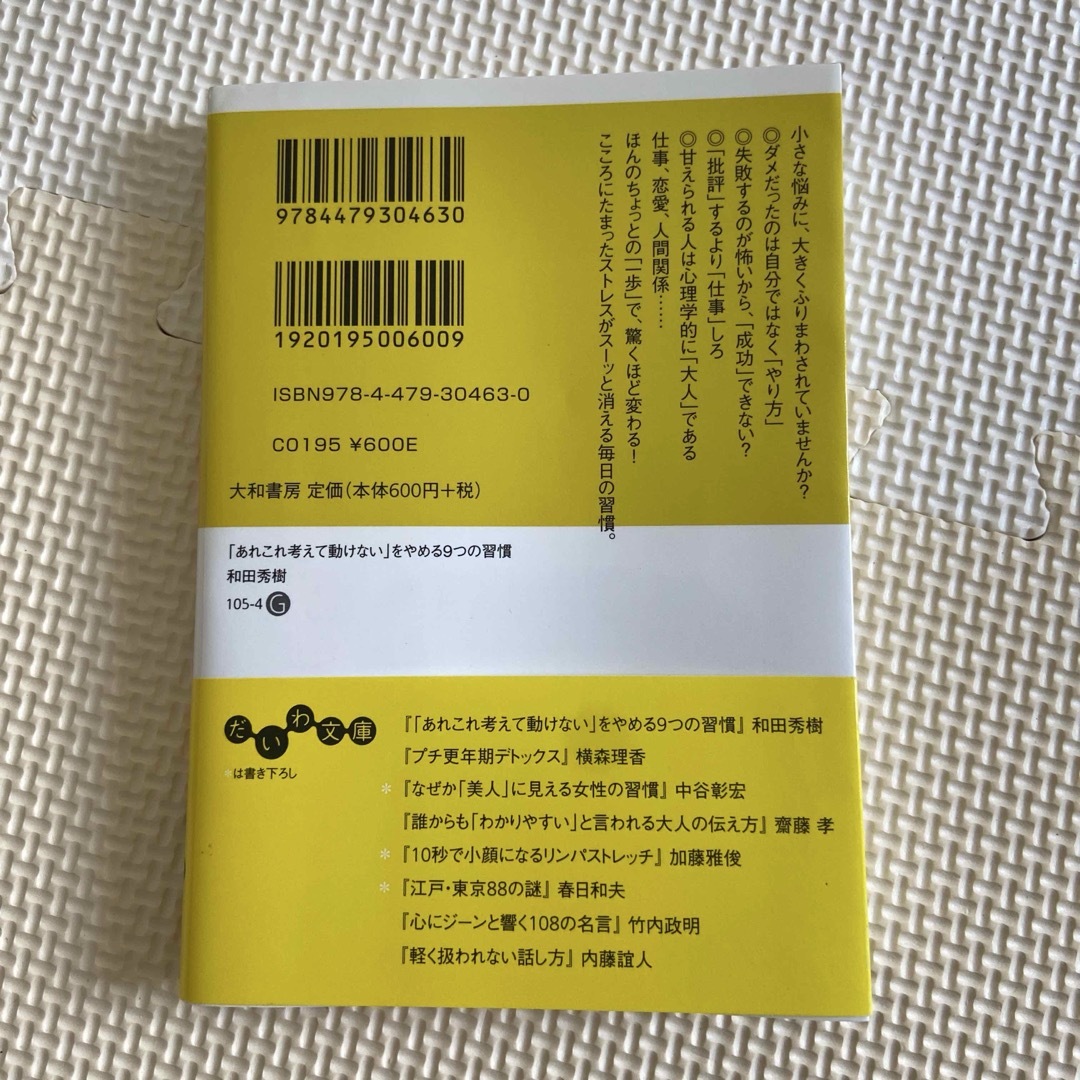 小さな悩みに、大きくふりまわされていませんか？
◎ダメだったのは自分ではなく「やり方」
◎失敗するのが怖いから、「成功」できない？
◎「批評」するより「仕事」しろ
◎甘えられる人は心理学的に「大人」である
仕事、恋愛、人間関係……
ほんのちょっとの「一歩」で、驚くほど変わる！
こころにたまったストレスがスーッと消える毎日の習慣。
9784479304630
1920195006009
ISBN978-4-479-30463-0
C0195 ¥600E
大和書房 定価（本体600円＋税）
「あれこれ考えて動けない」をやめる9つの習慣
和田秀樹
105-4 G
だいわ文庫
*は書き下ろし
『「あれこれ考えて動けない」をやめる9つの習慣』 和田秀樹
『プチ更年期デトックス』 横森理香
*『なぜか「美人」に見える女性の習慣』 中谷彰宏
『誰からも「わかりやすい」と言われる大人の伝え方』 齋藤 孝
*『10秒で小顔になるリンパストレッチ』 加藤雅俊
*『江戸・東京88の謎』 春日和夫
『心にジーンと響く108の名言』 竹内政明
『軽く扱われない話し方』 内藤誼人